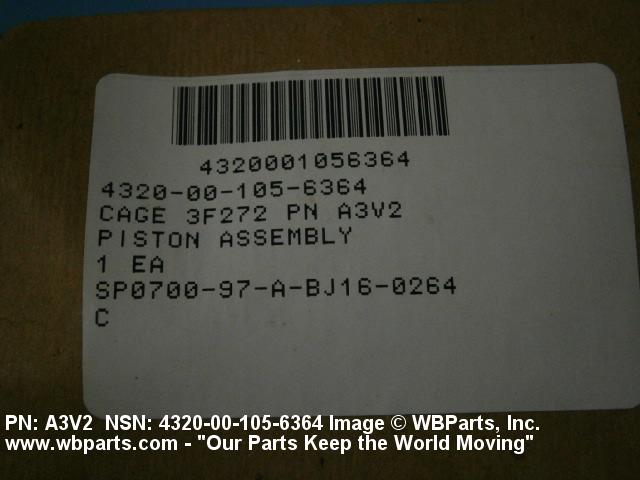 4320001056364
4320-00-105-6364
CAGE 3F272 PN A3V2
PISTON ASSEMBLY
1 EA
SP0700-97-A-BJ16-0264
C
PN: A3V2 NSN: 4320-00-105-6364 Image © WBParts, Inc.
www.wbparts.com - "Our Parts Keep the World Moving"